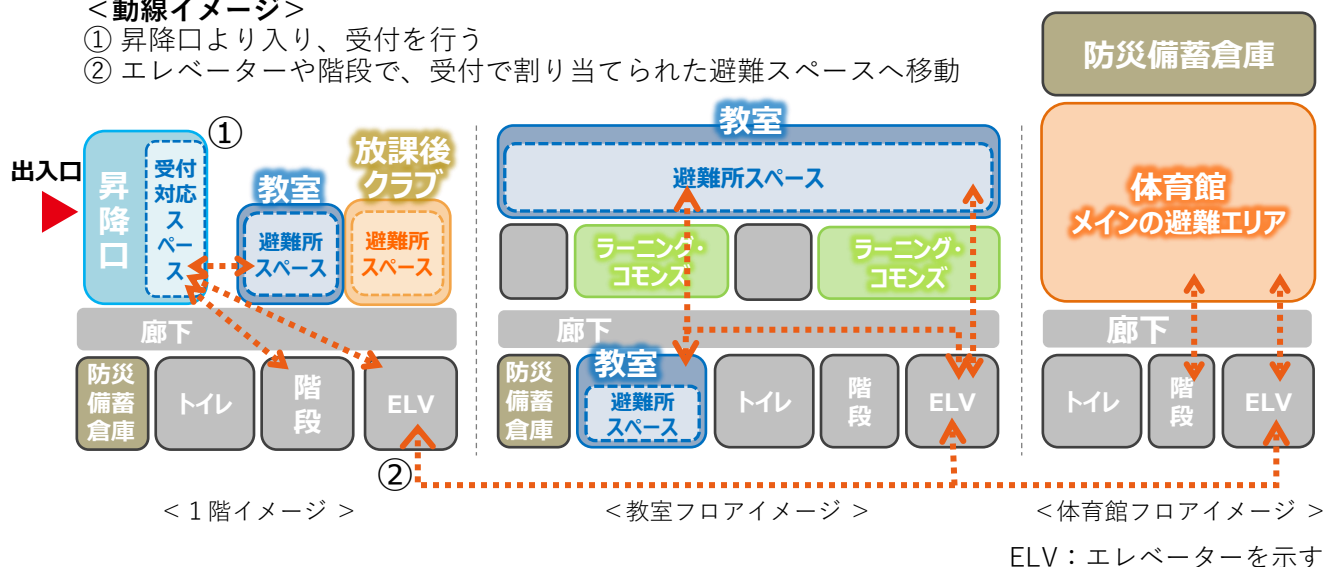 ＜動線イメージ＞
① 昇降口より入り、受付を行う
② エレベーターや階段で、受付で割り当てられた避難スペースへ移動
出入口
昇
降
口
①
受付
対応
ス
ペー
ス
教室
避難所
スペース
放課後
クラブ
避難所
スペース
廊下
防災
備蓄
倉庫
トイレ
階
段
ELV
②
＜１階イメージ ＞
教室
避難所スペース
ラーニング・
コモンズ
ラーニング・
コモンズ
廊下
防災
備蓄
倉庫
教室
避難所
スペース
トイレ
階
段
ELV
＜教室フロアイメージ ＞
防災備蓄倉庫
体育館
メインの避難エリア
廊下
トイレ
階
段
ELV
＜体育館フロアイメージ ＞
ELV：エレベーターを示す